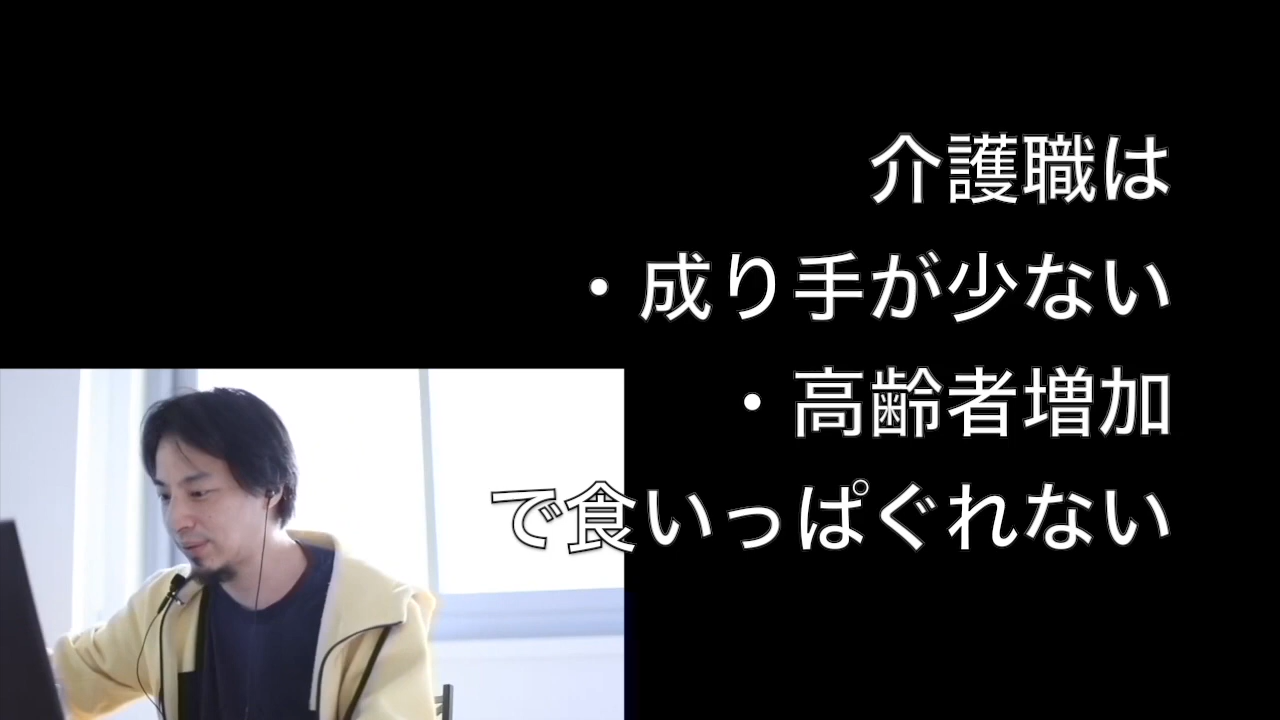 介護職は
・成り手が少ない
・高齢者増加
で食いっぱぐれない